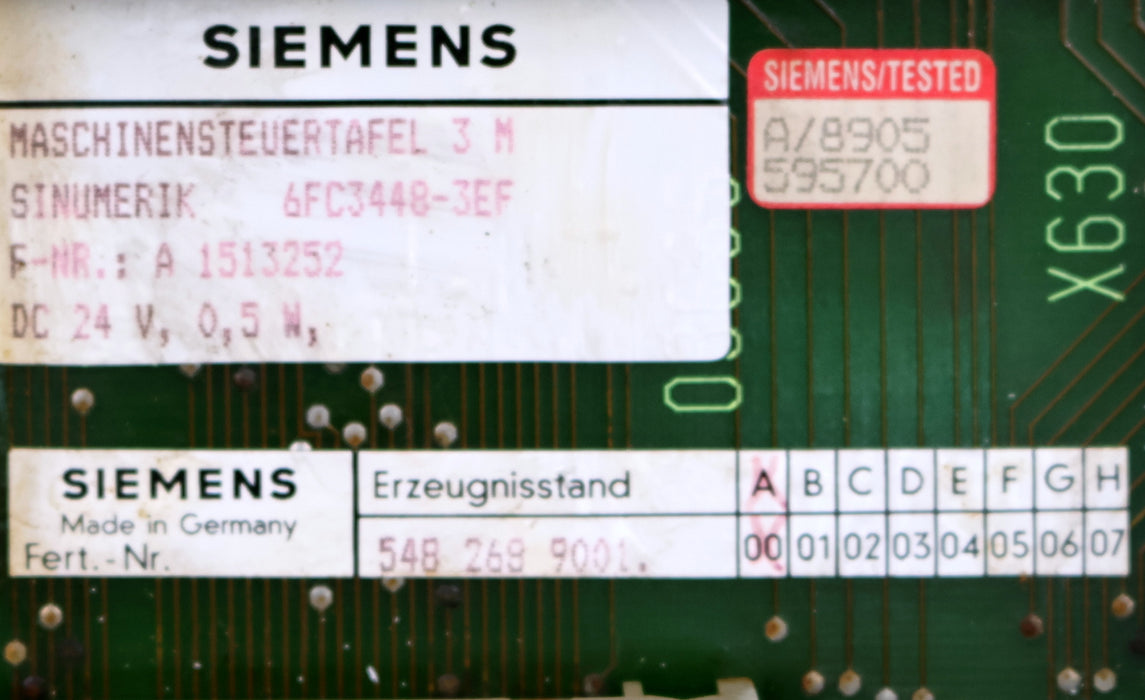 SIEMENS
MASCHINENSTEUERTAFEL 3 M
SINUMERIK 6FC3448-3EF
F-NR.: A 1513252
DC 24 V, 0,5 W,
SIEMENS/TESTED
A/8905
595700
X630
SIEMENS
Made in Germany
Fert.-Nr.
Erzeugnisstand
548 268 9001.
A B C D E F G H
00 01 02 03 04 05 06 07